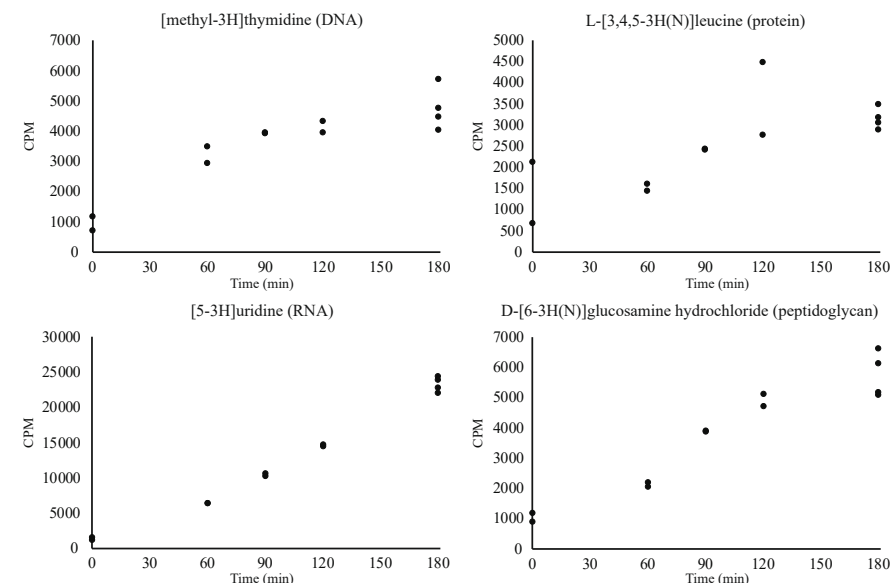 [methyl-3H]thymidine (DNA)
7000
6000
5000
4000
3000
2000
1000
0
CPM
0 30 60 90 120 150 180
Time (min)
L-[3,4,5-3H(N)]leucine (protein)
5000
4500
4000
3500
3000
2500
2000
1500
1000
500
0
CPM
0 30 60 90 120 150 180
Time (min)
[5-3H]uridine (RNA)
30000
25000
20000
15000
10000
5000
0
CPM
0 30 60 90 120 150 180
Time (min)
D-[6-3H(N)]glucosamine hydrochloride (peptidoglycan)
7000
6000
5000
4000
3000
2000
1000
0
CPM
0 30 60 90 120 150 180
Time (min)